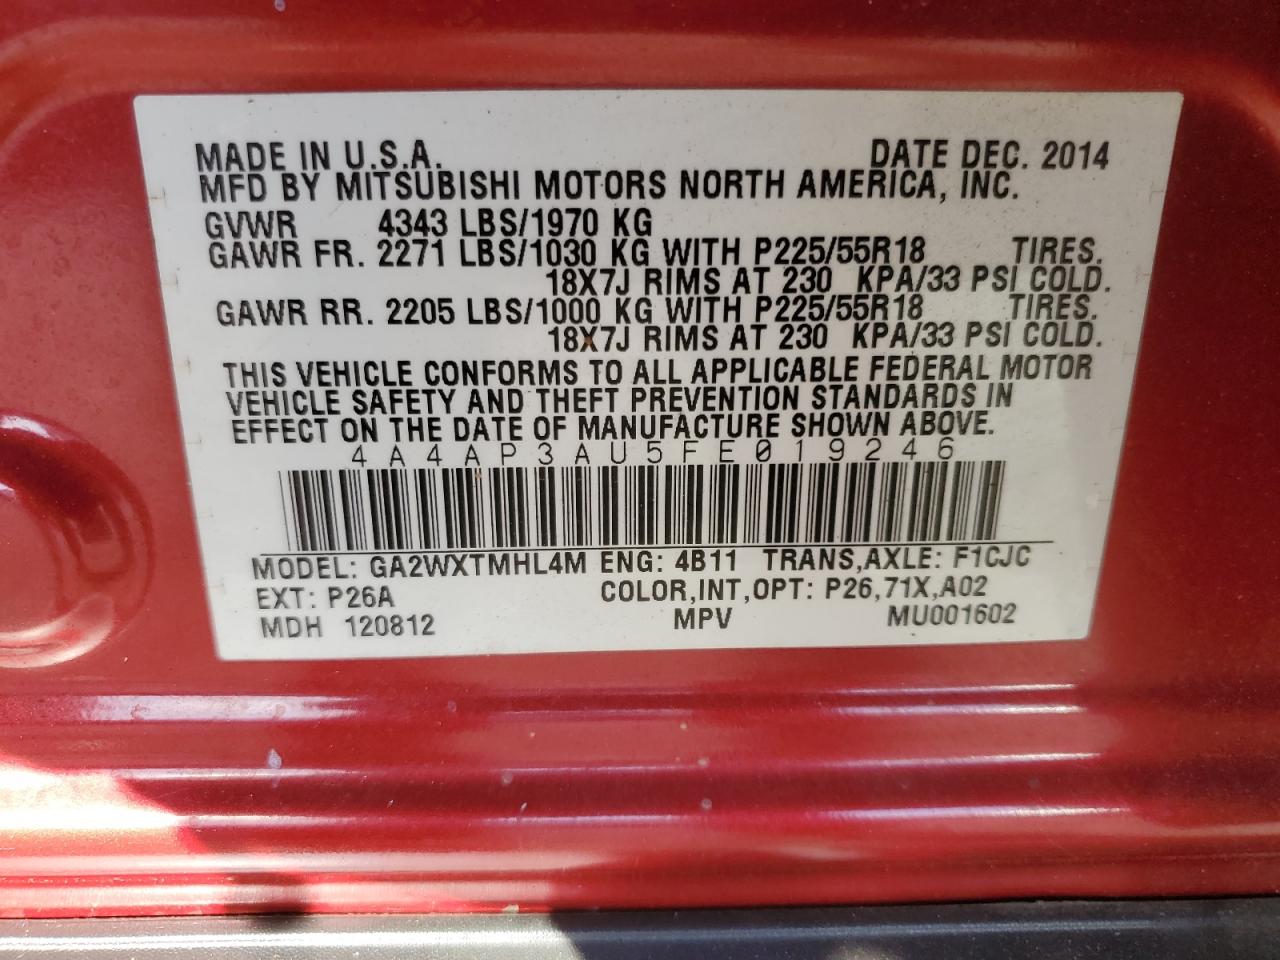 MADE IN U.S.A. DATE DEC. 2014
MFD BY MITSUBISHI MOTORS NORTH AMERICA, INC.
GVWR 4343 LBS/1970 KG
GAWR FR. 2271 LBS/1030 KG WITH P225/55R18 TIRES.
18X7J RIMS AT 230 KPA/33 PSI COLD.
GAWR RR. 2205 LBS/1000 KG WITH P225/55R18 TIRES.
18X7J RIMS AT 230 KPA/33 PSI COLD.
THIS VEHICLE CONFORMS TO ALL APPLICABLE FEDERAL MOTOR
VEHICLE SAFETY AND THEFT PREVENTION STANDARDS IN
EFFECT ON THE DATE OF MANUFACTURE SHOWN ABOVE.
4A4AP3AU5FE019246
MODEL: GA2WXTMHL4M ENG: 4B11 TRANS,AXLE: F1CJC
EXT: P26A COLOR,INT,OPT: P26,71X,A02
MDH 120812 MPV MU001602